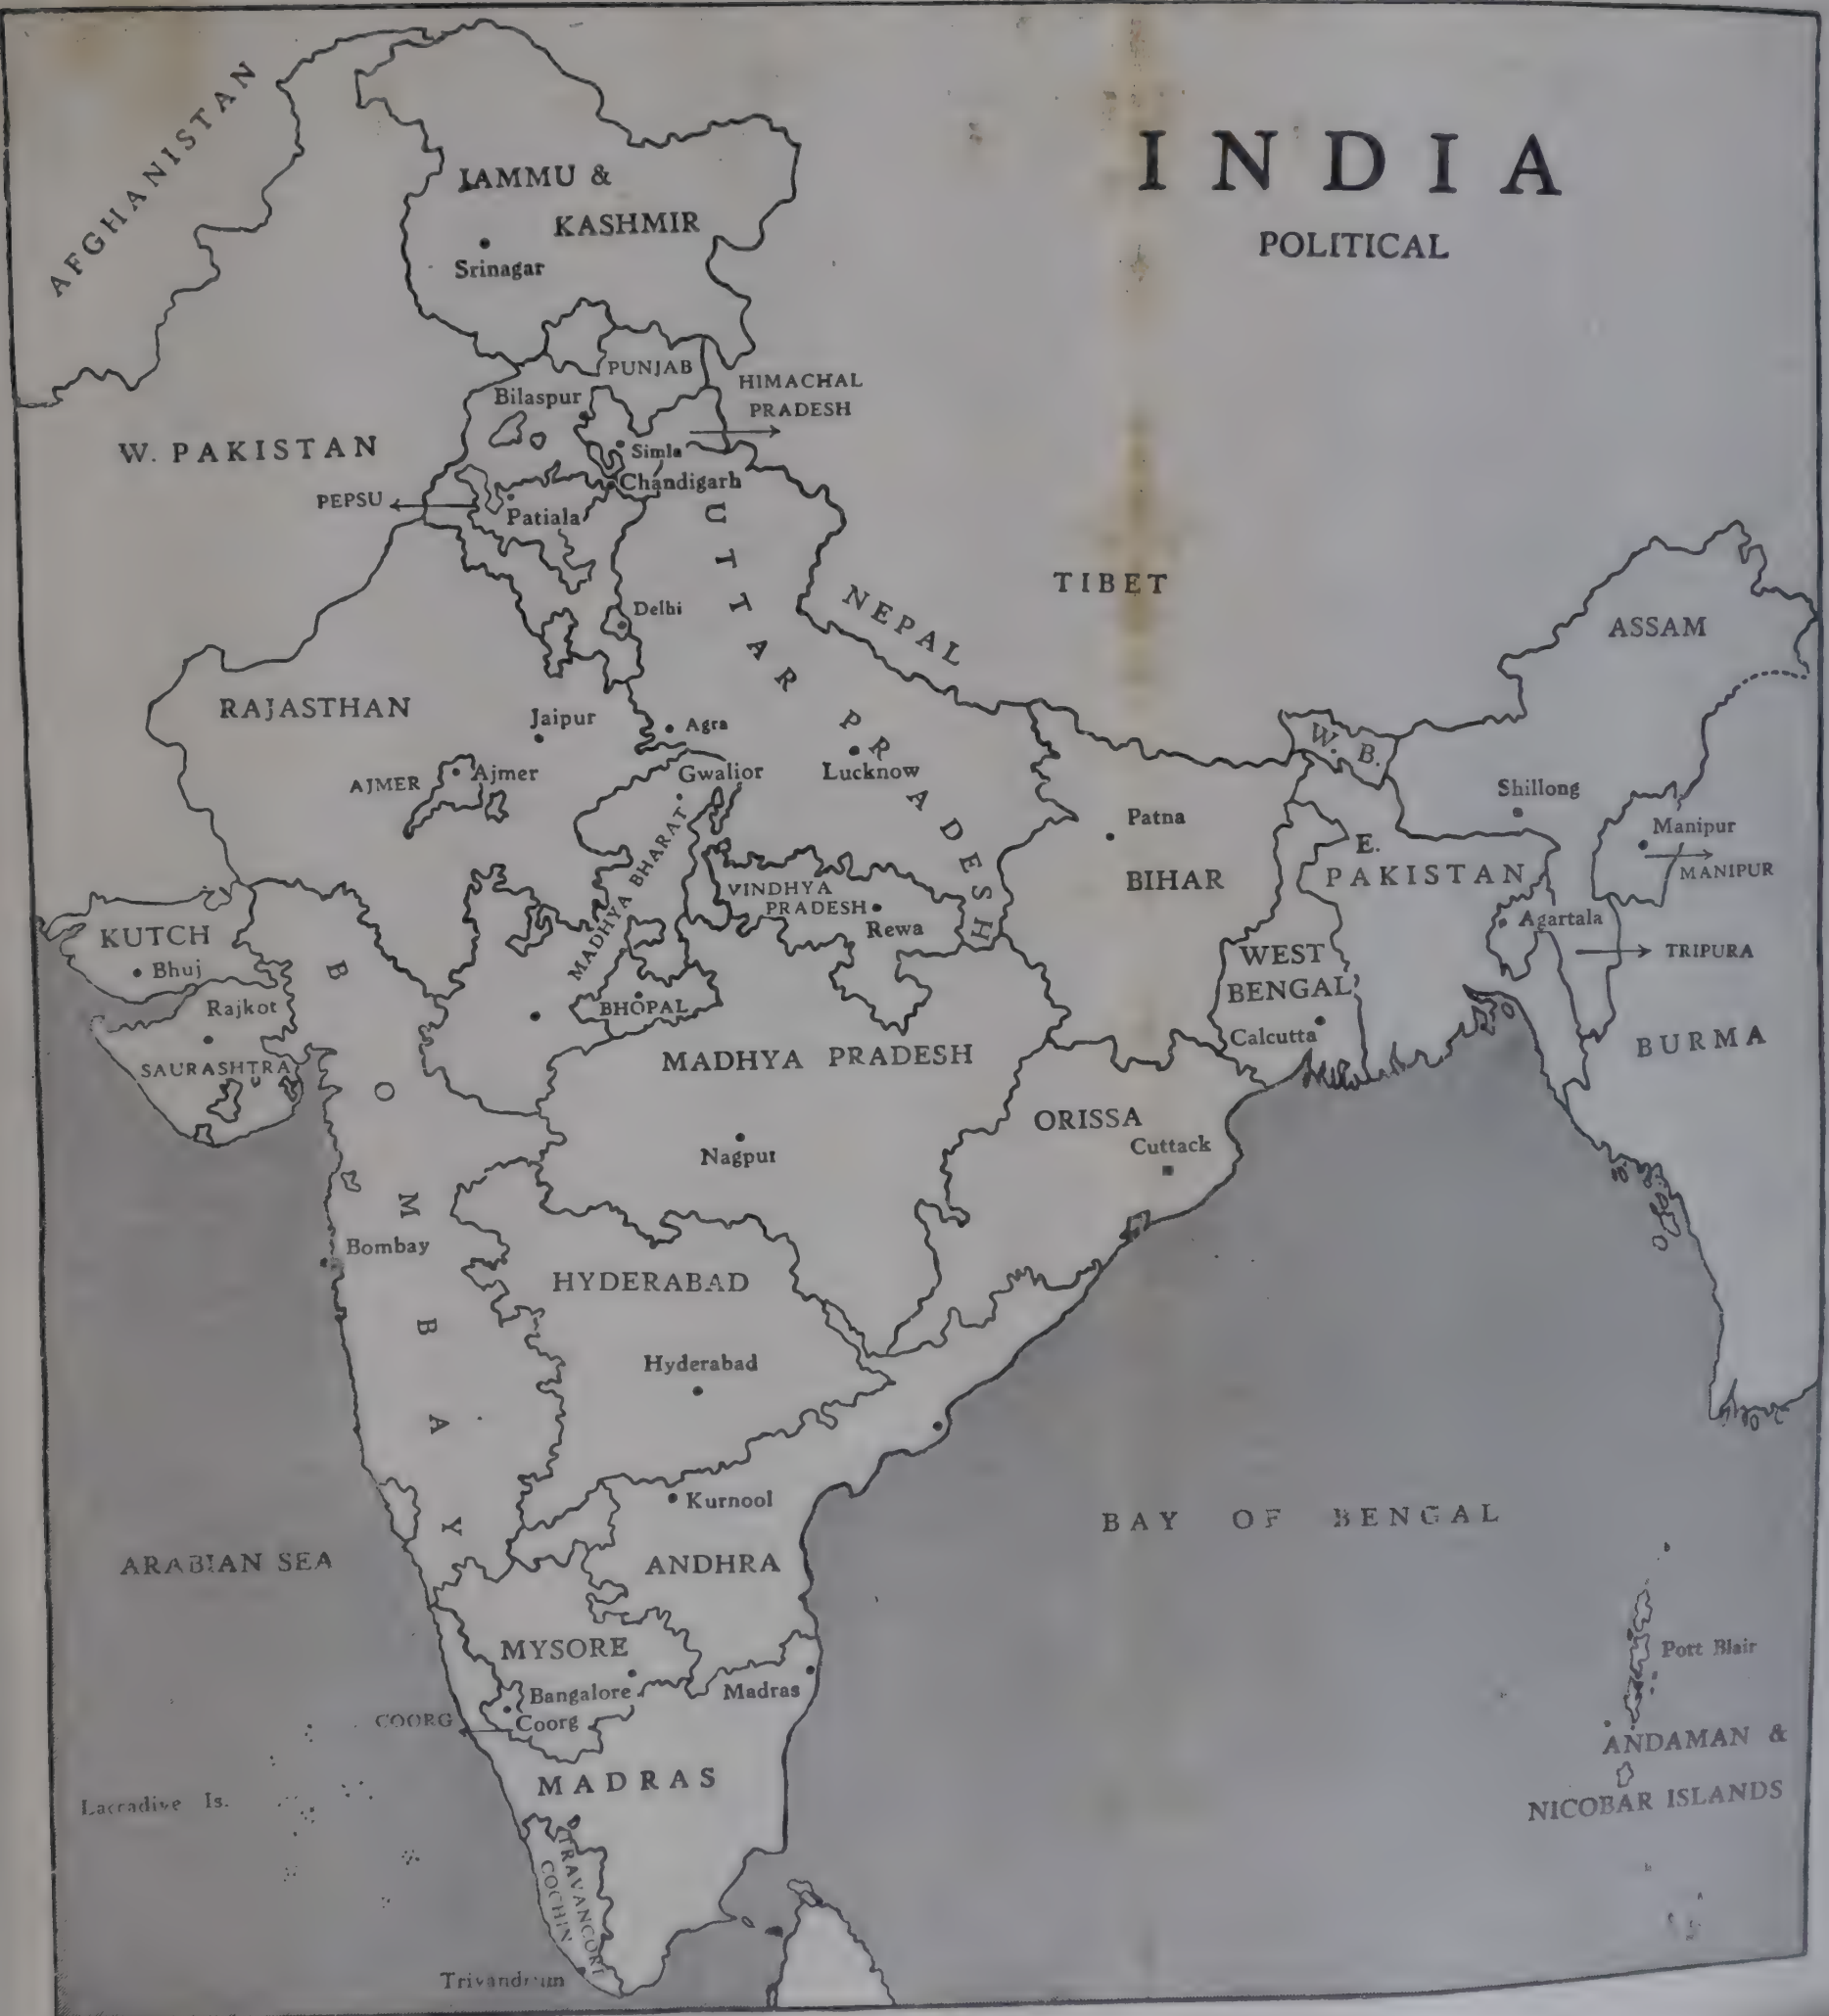 INDIA
POLITICAL
AFGHANISTAN
JAMMU &
KASHMIR
Srinagar
PUNJAB
HIMACHAL
PRADESH
Bilaspur
W. PAKISTAN
Simla
Chandigarh
PEPSU
Patiala
UTTAR PRADESH
TIBET
NEPAL
Delhi
ASSAM
RAJASTHAN
Jaipur
Agra
W. B.
AJMER
Ajmer
Gwalior
Lucknow
Shillong
Patna
Manipur
E.
PAKISTAN
MANIPUR
BIHAR
MADHYA BHARAT
VINDHYA
PRADESH
Rewa
Agartala
KUTCH
Bhuj
WEST
BENGAL
TRIPURA
Rajkot
BHOPAL
Calcutta
BURMA
SAURASHTRA
MADHYA PRADESH
BOMBAY
ORISSA
Cuttack
Nagpur
Bombay
HYDERABAD
Hyderabad
Kurnool
BAY OF BENGAL
ARABIAN SEA
ANDHRA
MYSORE
Port Blair
Bangalore
Madras
COORG
Coorg
ANDAMAN &
NICOBAR ISLANDS
MADRAS
Laccadive Is.
TRAVANCORE
COCHIN
Trivandrum